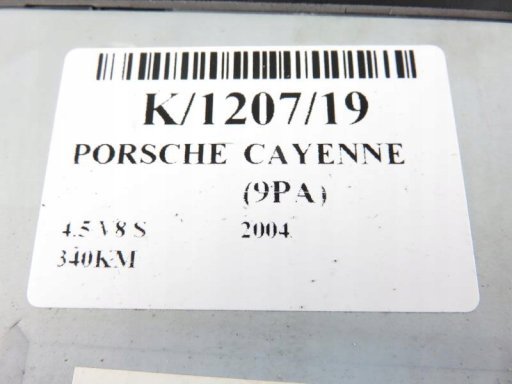 K/1207/19
PORSCHE CAYENNE
(9PA)
4.5 V8 S 2004
340KM